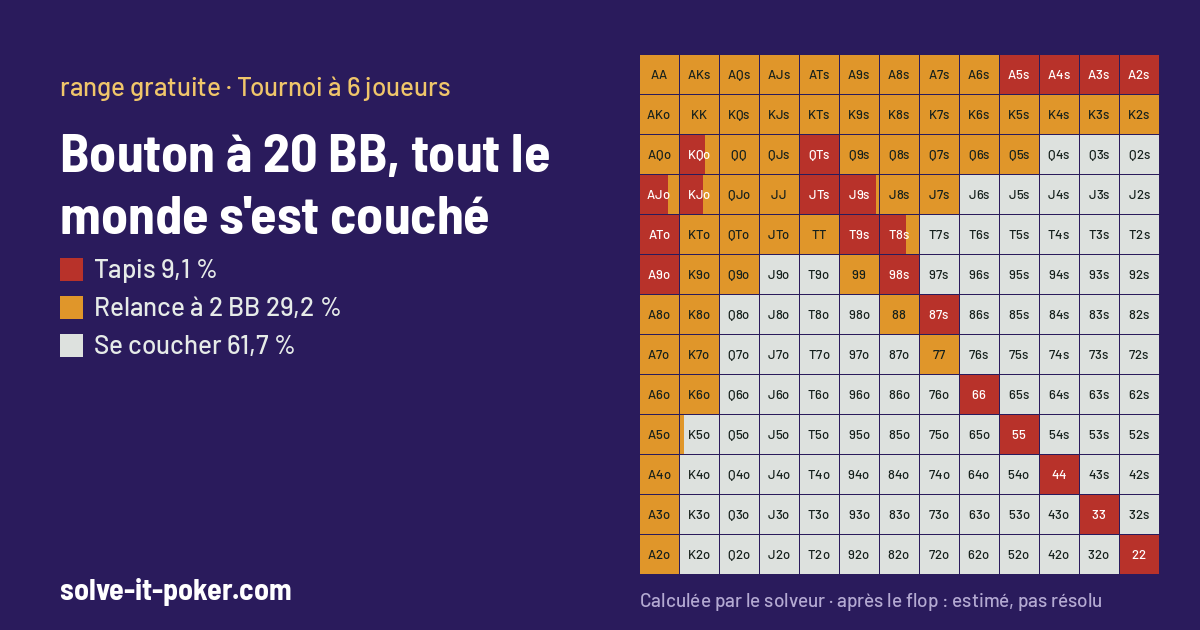 range gratuite · Tournoi à 6 joueurs
Bouton à 20 BB, tout le
monde s'est couché
Tapis 9,1 %
Relance à 2 BB 29,2 %
Se coucher 61,7 %
solve-it-poker.com
AA AKs AQs AJs ATs A9s A8s A7s A6s A5s A4s A3s A2s
AKo KK KQs KJs KTs K9s K8s K7s K6s K5s K4s K3s K2s
AQo KQo QQ QJs QTs Q9s Q8s Q7s Q6s Q5s Q4s Q3s Q2s
AJo KJo QJo JJ JTs J9s J8s J7s J6s J5s J4s J3s J2s
ATo KTo QTo JTo TT T9s T8s T7s T6s T5s T4s T3s T2s
A9o K9o Q9o J9o T9o 99 98s 97s 96s 95s 94s 93s 92s
A8o K8o Q8o J8o T8o 98o 88 87s 86s 85s 84s 83s 82s
A7o K7o Q7o J7o T7o 97o 87o 77 76s 75s 74s 73s 72s
A6o K6o Q6o J6o T6o 96o 86o 76o 66 65s 64s 63s 62s
A5o K5o Q5o J5o T5o 95o 85o 75o 65o 55 54s 53s 52s
A4o K4o Q4o J4o T4o 94o 84o 74o 64o 54o 44 43s 42s
A3o K3o Q3o J3o T3o 93o 83o 73o 63o 53o 43o 33 32s
A2o K2o Q2o J2o T2o 92o 82o 72o 62o 52o 42o 32o 22
Calculée par le solveur · après le flop : estimé, pas résolu